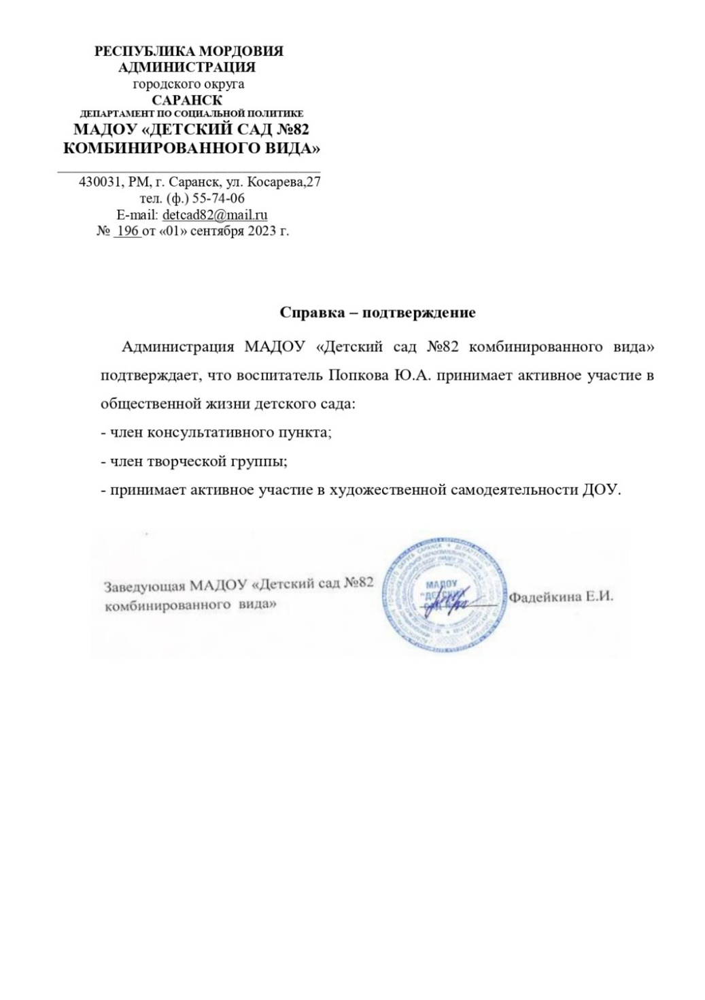 РЕСПУБЛИКА МОРДОВИЯ
АДМИНИСТРАЦИЯ
городского округа
САРАНСК
ДЕПАРТАМЕНТ ПО СОЦИАЛЬНОЙ ПОЛИТИКЕ
МАДОУ «ДЕТСКИЙ САД №82
КОМБИНИРОВАННОГО ВИДА»
430031, РМ, г. Саранск, ул. Косарева,27
тел. (ф.) 55-74-06
E-mail: detcad82@mail.ru
№ 196 от «01» сентября 2023 г.
Справка – подтверждение
Администрация МАДОУ «Детский сад №82 комбинированного вида»
подтверждает, что воспитатель Попкова Ю.А. принимает активное участие в
общественной жизни детского сада:
- член консультативного пункта;
- член творческой группы;
- принимает активное участие в художественной самодеятельности ДОУ.
Заведующая МАДОУ «Детский сад №82
комбинированного вида»
МАДОУ
"ДЕТСКИЙ
Фадейкина Е.И.